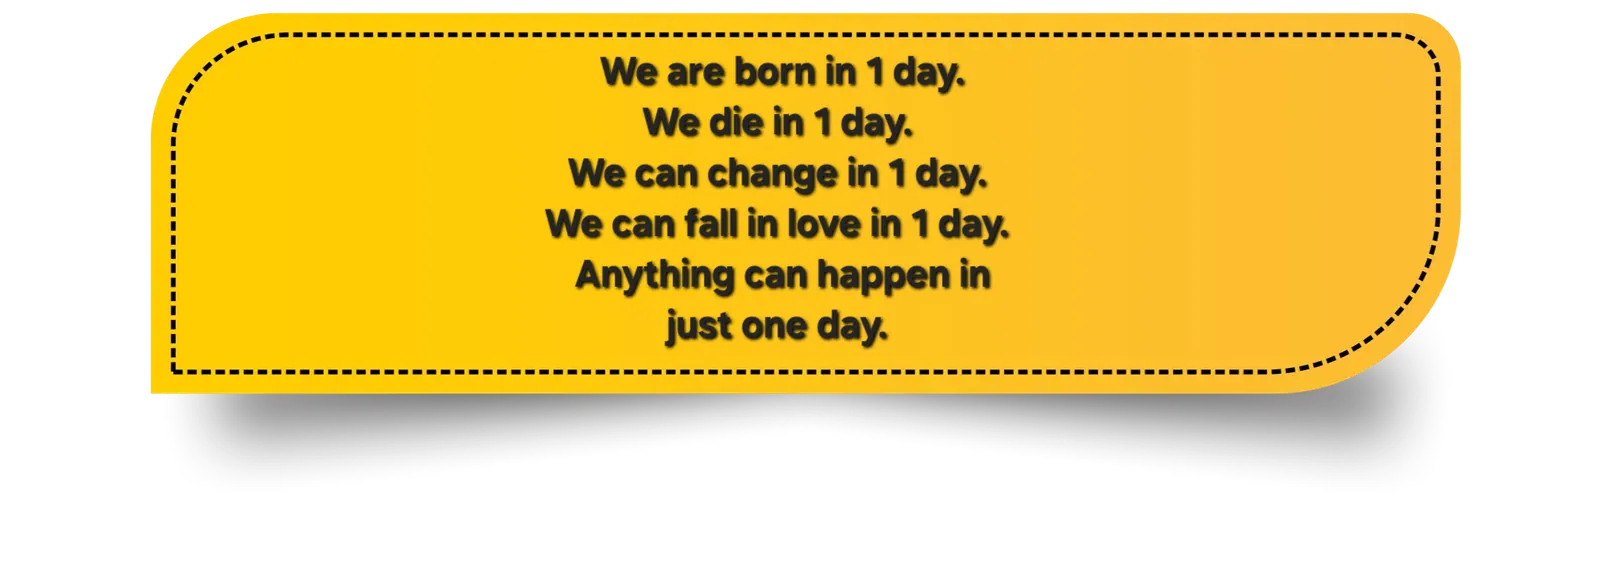 We are born in 1 day.
We die in 1 day.
We can change in 1 day.
We can fall in love in 1 day.
Anything can happen in
just one day.